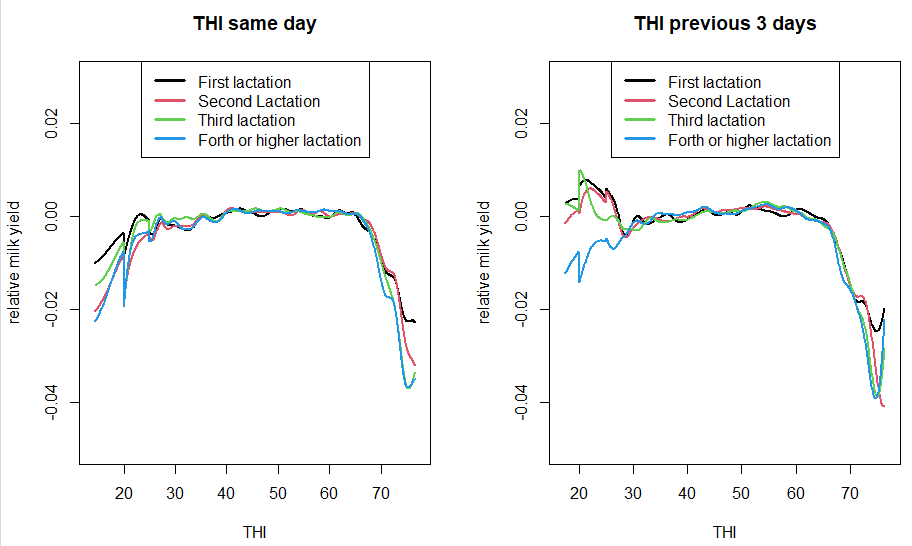 THI same day
First lactation
Second Lactation
Third lactation
Forth or higher lactation
relative milk yield
0.02
0.00
-0.02
-0.04
20 30 40 50 60 70
THI
THI previous 3 days
First lactation
Second Lactation
Third lactation
Forth or higher lactation
relative milk yield
0.02
0.00
-0.02
-0.04
20 30 40 50 60 70
THI